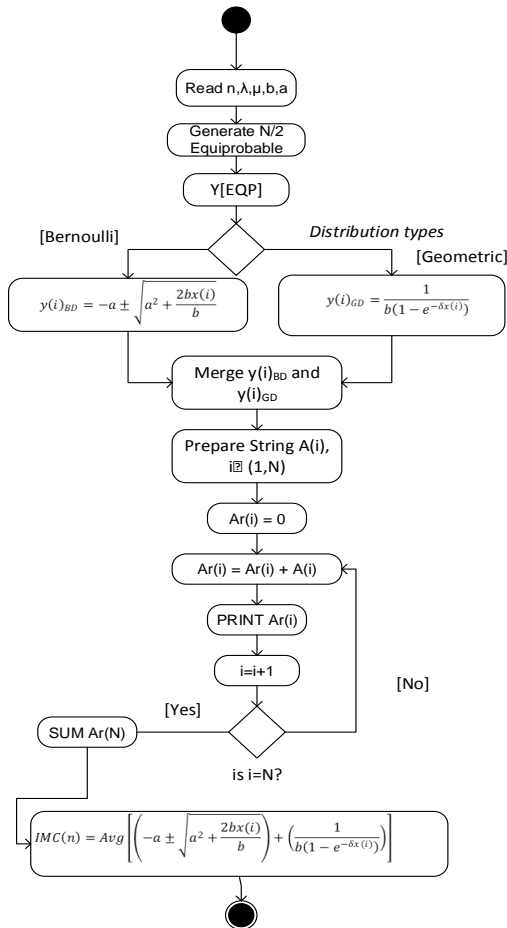 Read n,λ,μ,b,a
Generate N/2
Equiprobable
Y[EQP]
Distribution types
[Bernoulli]
[Geometric]
y(i)_BD = −a ± √(a² + 2bx(i)/b)
y(i)_GD = 1/(b(1 − e^(−δx(i))))
Merge y(i)BD and
y(i)GD
Prepare String A(i),
i (1,N)
Ar(i) = 0
Ar(i) = Ar(i) + A(i)
PRINT Ar(i)
i=i+1
[No]
[Yes]
SUM Ar(N)
is i=N?
IMC(n) = Avg[(−a ± √(a² + 2bx(i)/b)) + (1/(b(1 − e^(−δx(i)))))]